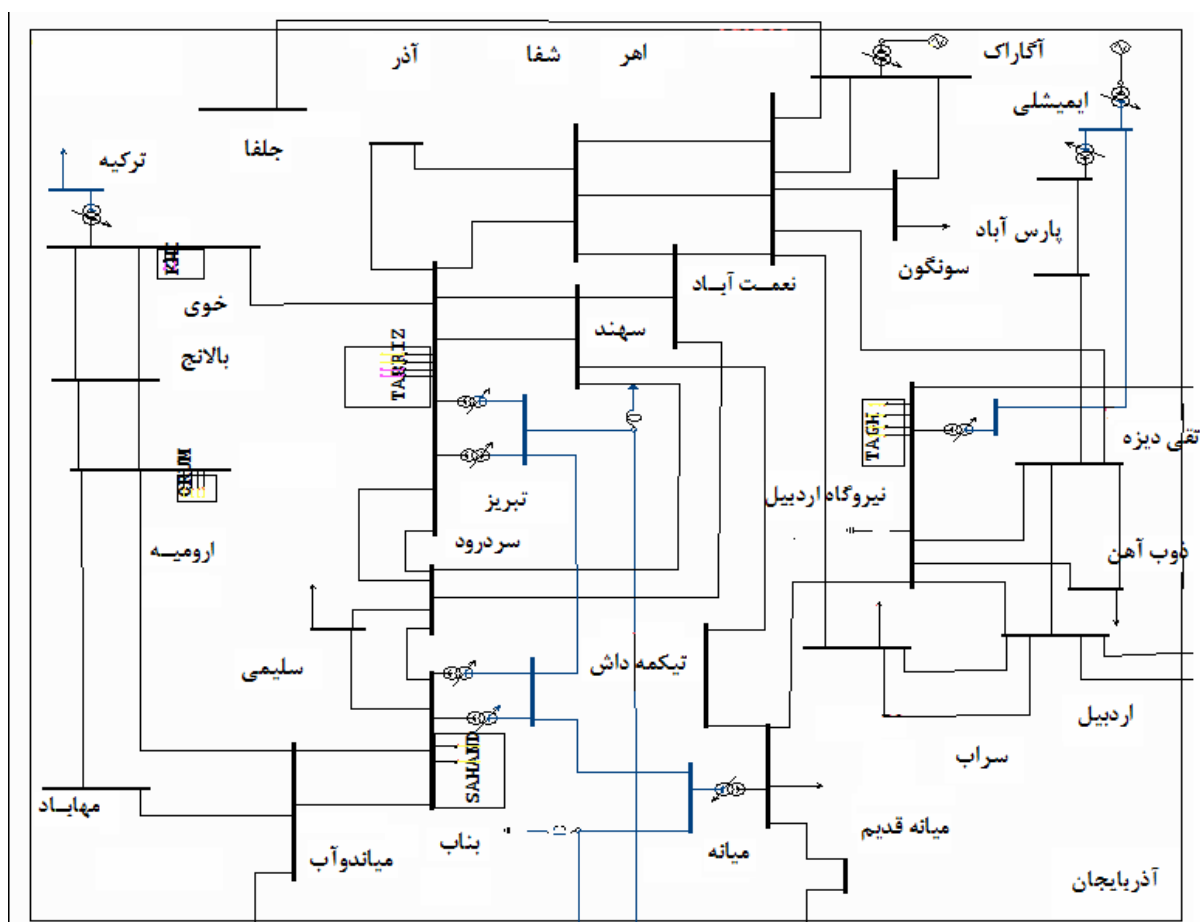 آگاراک
اهر
شفا
آذر
ایمیشلی
جلفا
ترکیه
پارس آباد
سونگون
نعمت آباد
سهند
خوی
KHI
بالانج
TABRIZ
TAGH
تقی دیزه
تبریز
نیروگاه اردبیل
سردرود
ORUM
ارومیه
ذوب آهن
سلیمی
تیکمه داش
اردبیل
سراب
SAHAND
مهاباد
بناب
میانه قدیم
میانه
میاندوآب
آذربایجان